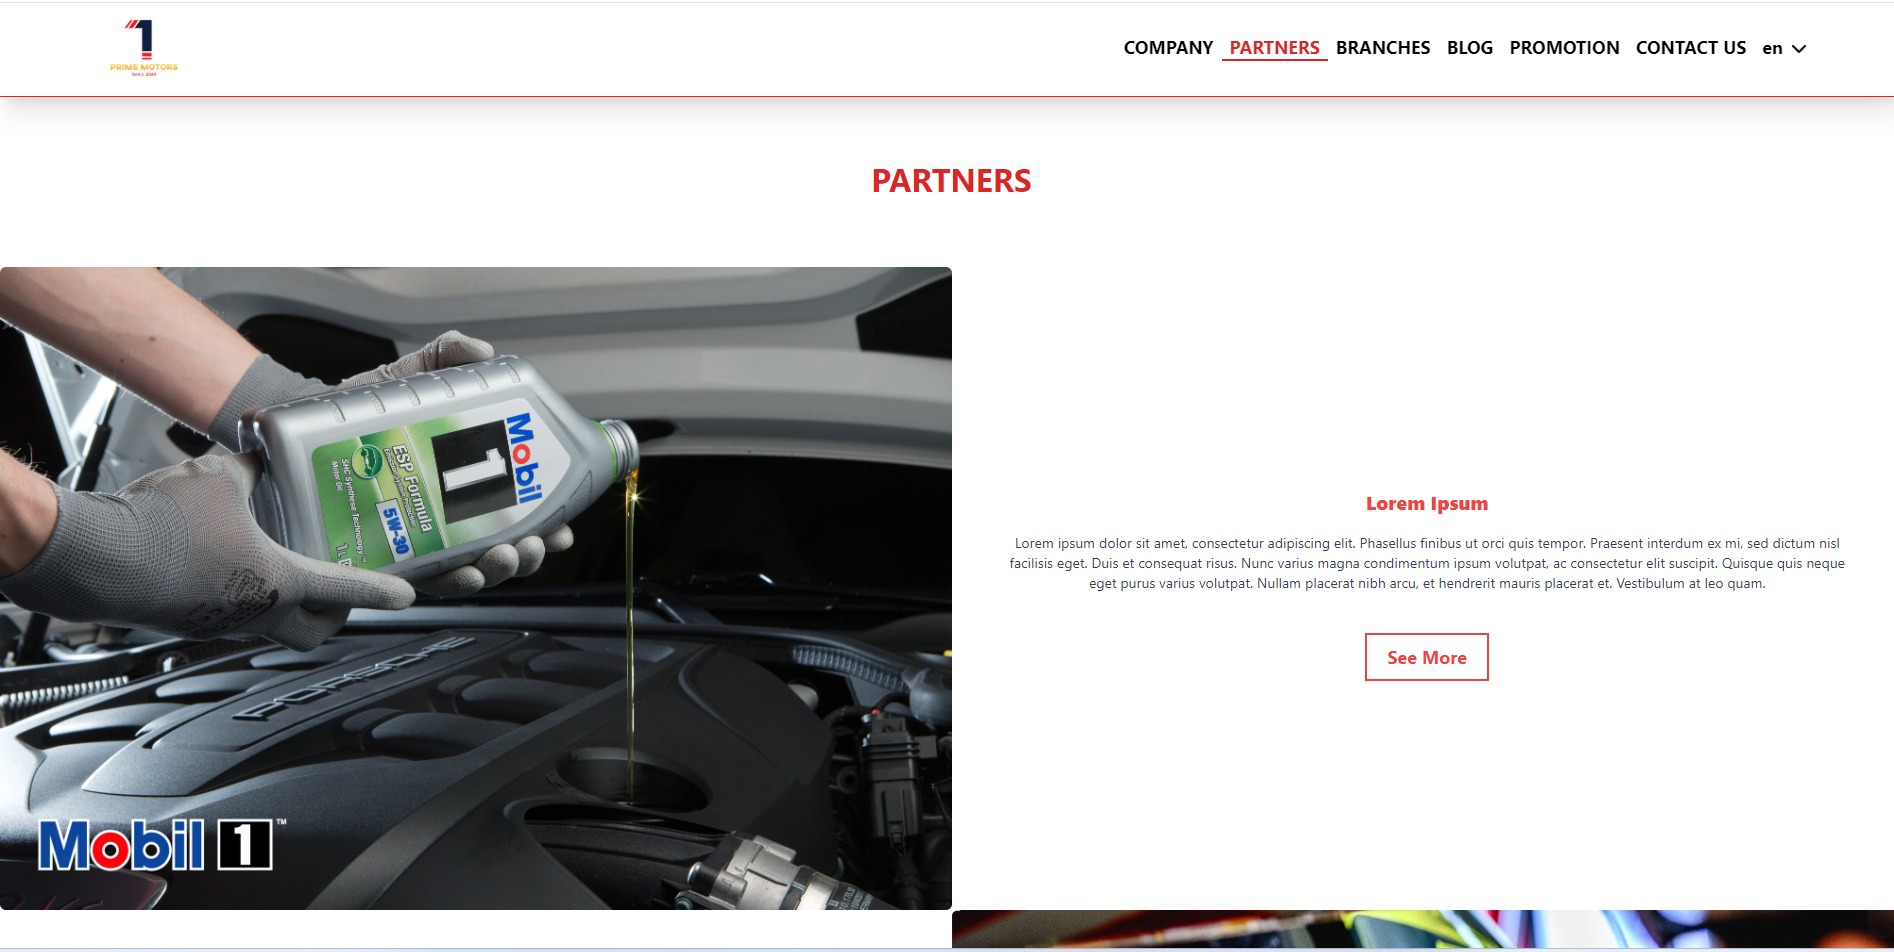 1
PRIME MOTORS
COMPANY PARTNERS BRANCHES BLOG PROMOTION CONTACT US en
PARTNERS
Mobil
1
ESP Formula
5W-30
SHC Synthese Technology
Motor Oil
1L
PORSCHE
Mobil 1™
Lorem Ipsum
Lorem ipsum dolor sit amet, consectetur adipiscing elit. Phasellus finibus ut orci quis tempor. Praesent interdum ex mi, sed dictum nisl
facilisis eget. Duis et consequat risus. Nunc varius magna condimentum ipsum volutpat, ac consectetur elit suscipit. Quisque quis neque
eget purus varius volutpat. Nullam placerat nibh arcu, et hendrerit mauris placerat et. Vestibulum at leo quam.
See More